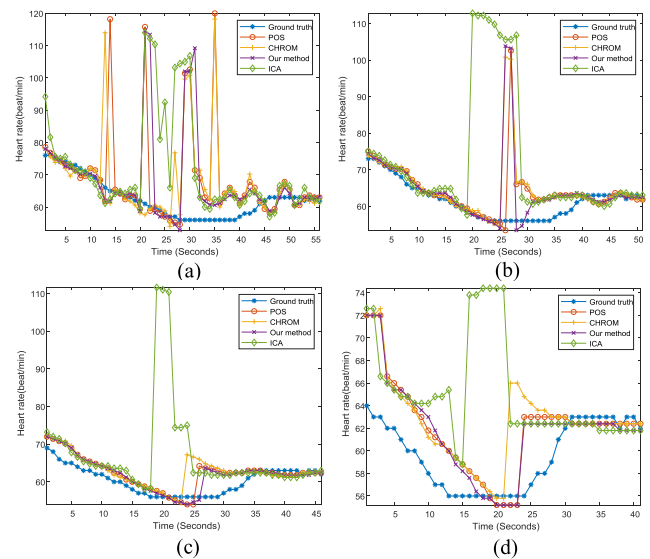 120
110
100
90
80
70
60
Heart rate(beat/min)
5 10 15 20 25 30 35 40 45 50 55
Time (Seconds)
Ground truth
POS
CHROM
Our method
ICA
(a)
110
100
90
80
70
60
Heart rate(beat/min)
5 10 15 20 25 30 35 40 45 50
Time (Seconds)
Ground truth
POS
CHROM
Our method
ICA
(b)
110
100
90
80
70
60
Heart rate(beat/min)
5 10 15 20 25 30 35 40 45
Time (Seconds)
Ground truth
POS
CHROM
Our method
ICA
(c)
74
72
70
68
66
64
62
60
58
56
Heart rate(beat/min)
5 10 15 20 25 30 35 40
Time (Seconds)
Ground truth
POS
CHROM
Our method
ICA
(d)